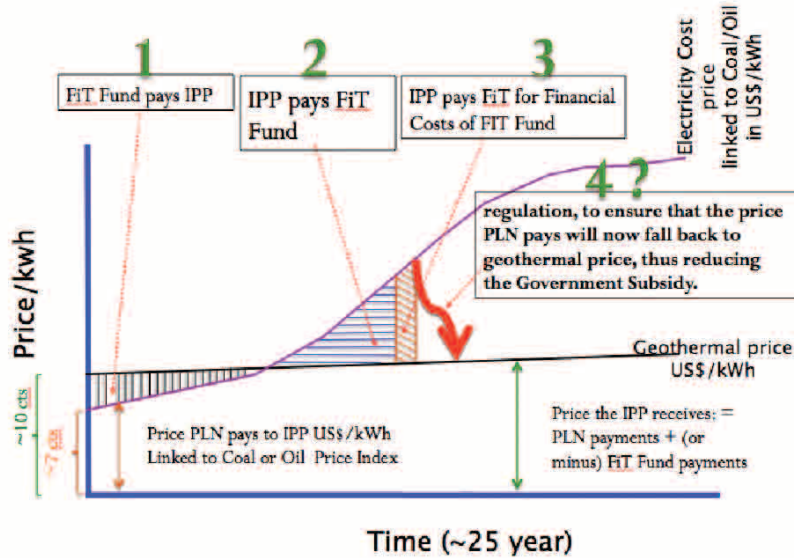 1
FiT Fund pays IPP
2
IPP pays FiT
Fund
3
IPP pays FiT for Financial
Costs of FIT Fund
Electricity Cost
price
linked to Coal/Oil
in US$/kWh
4 ?
regulation, to ensure that the price
PLN pays will now fall back to
geothermal price, thus reducing
the Government Subsidy.
Price/kwh
Geothermal price
US$/kWh
~10 cts
~7 cts
Price PLN pays to IPP US$/kWh
Linked to Coal or Oil Price Index
Price the IPP receives: =
PLN payments + (or
minus) FiT Fund payments
Time (~25 year)